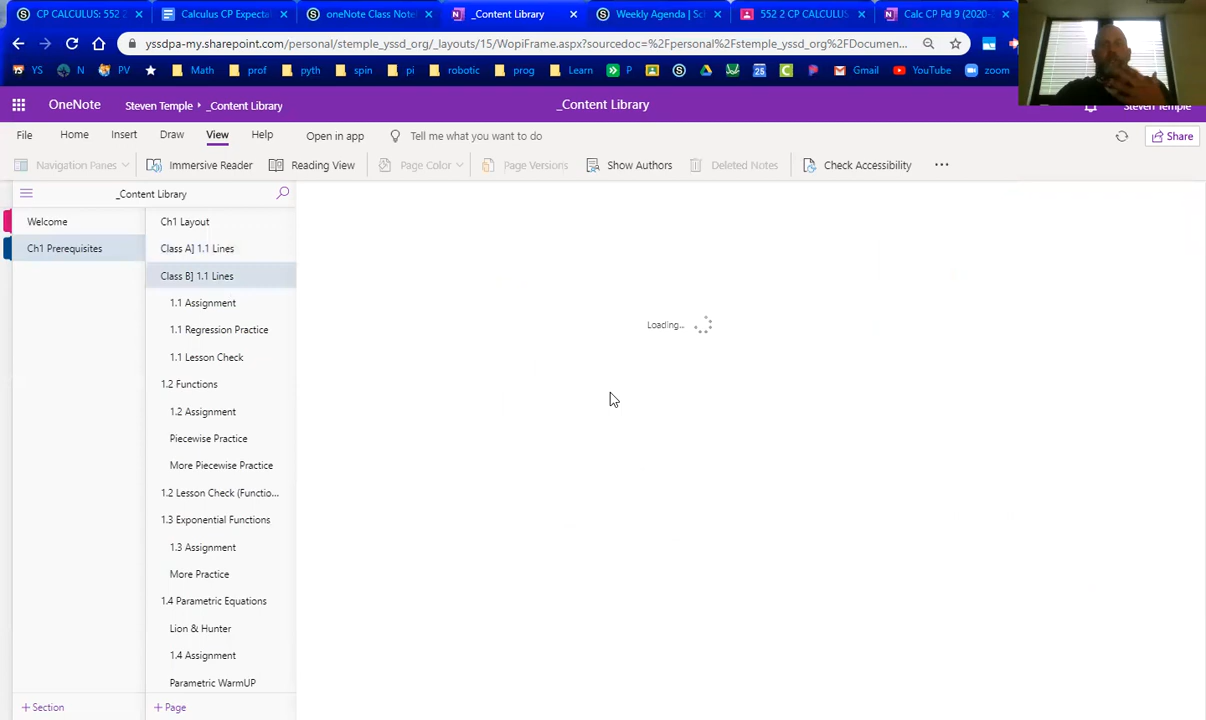 CP CALCULUS: 552 2
Calculus CP Expecta
oneNote Class Note
_Content Library
Weekly Agenda | Sc
552 2 CP CALCULUS
Calc CP Pd 9 (2020-
yssdpa-my.sharepoint.com/personal/stemple_yssd_org/_layouts/15/WopiFrame.aspx?sourcedoc=%2Fpersonal%2Fstemple_yssd_org%2FDocumen...
YS N PV Math prof pyth spin pi robotic prog Learn P 25 Gmail YouTube zoom
OneNote Steven Temple _Content Library _Content Library Steven Temple
File Home Insert Draw View Help Open in app Tell me what you want to do Share
Navigation Panes Immersive Reader Reading View Page Color Page Versions Show Authors Deleted Notes Check Accessibility ...
_Content Library
Welcome
Ch1 Prerequisites
Ch1 Layout
Class A] 1.1 Lines
Class B] 1.1 Lines
1.1 Assignment
1.1 Regression Practice
1.1 Lesson Check
1.2 Functions
1.2 Assignment
Piecewise Practice
More Piecewise Practice
1.2 Lesson Check (Functio...
1.3 Exponential Functions
1.3 Assignment
More Practice
1.4 Parametric Equations
Lion & Hunter
1.4 Assignment
Parametric WarmUP
Loading...
+ Section
+ Page